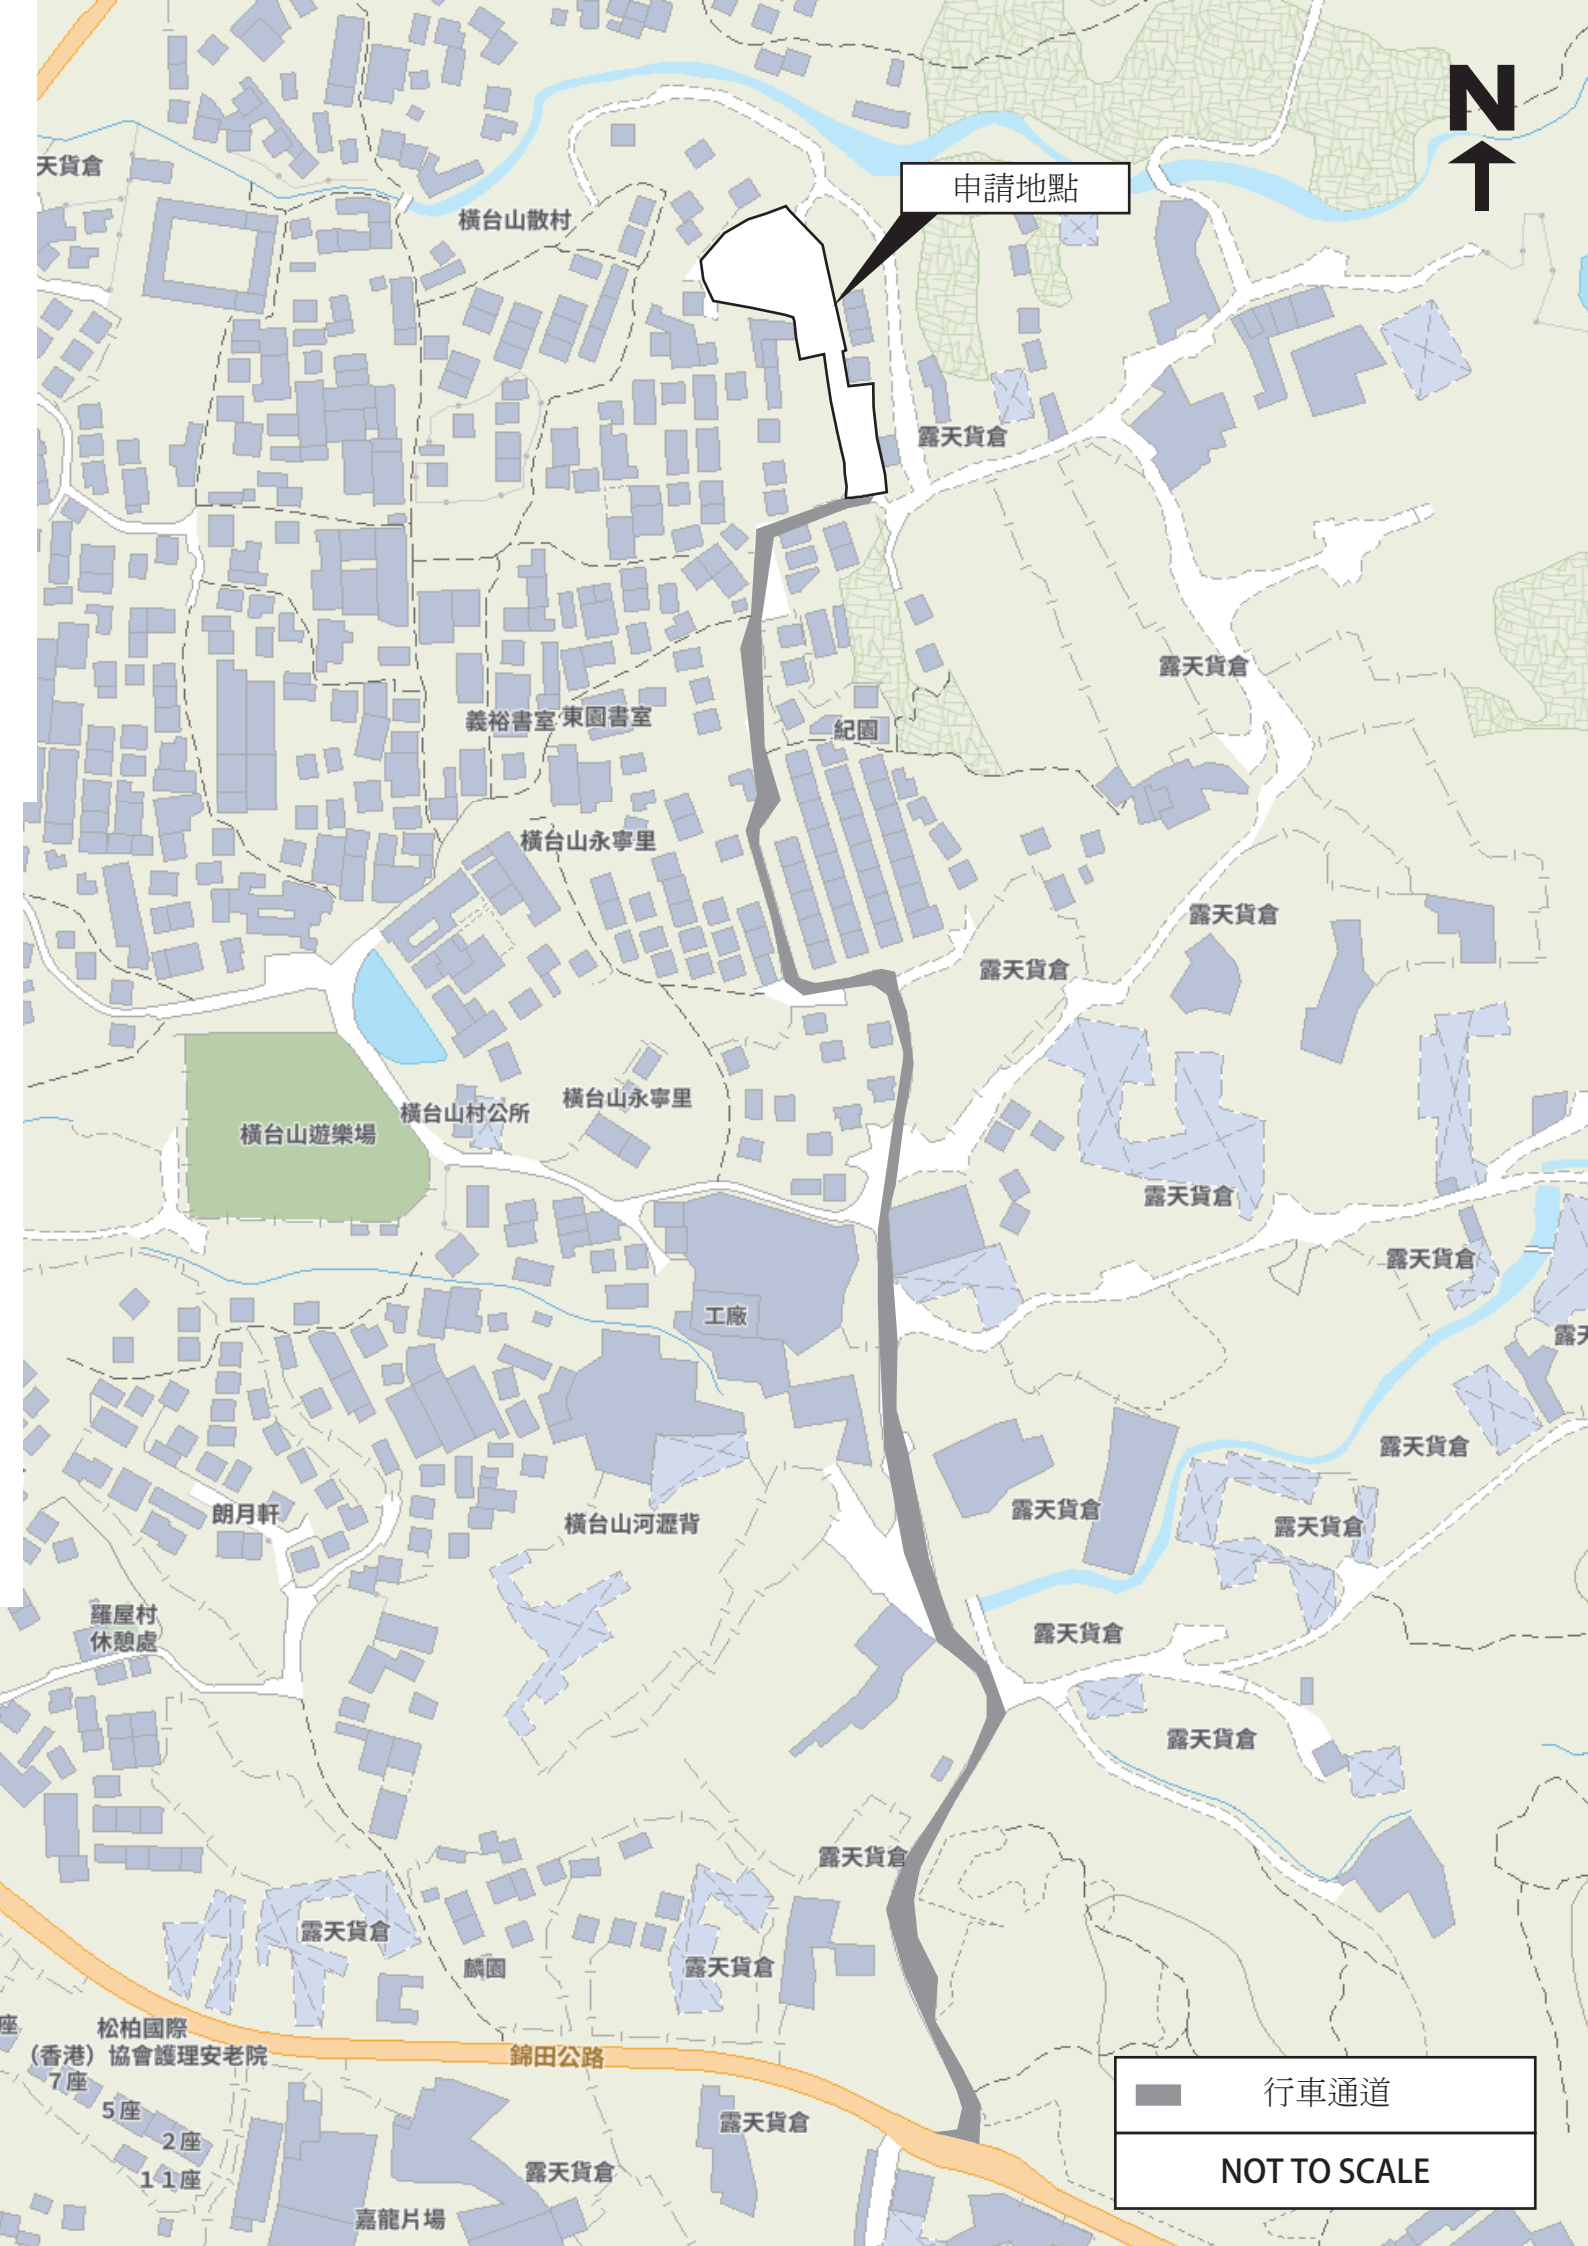 N
天貨倉
申請地點
橫台山散村
露天貨倉
露天貨倉
義裕書室
東園書室
紀園
橫台山永寧里
露天貨倉
露天貨倉
橫台山永寧里
橫台山村公所
橫台山遊樂場
露天貨倉
露天貨倉
工廠
露天
露天貨倉
朗月軒
露天貨倉
橫台山河瀝背
露天貨倉
羅屋村
休憩處
露天貨倉
露天貨倉
露天貨倉
露天貨倉
麟園
露天貨倉
座
松柏國際
（香港）協會護理安老院
錦田公路
7座
5座
2座
11座
露天貨倉
露天貨倉
嘉龍片場
行車通道
NOT TO SCALE